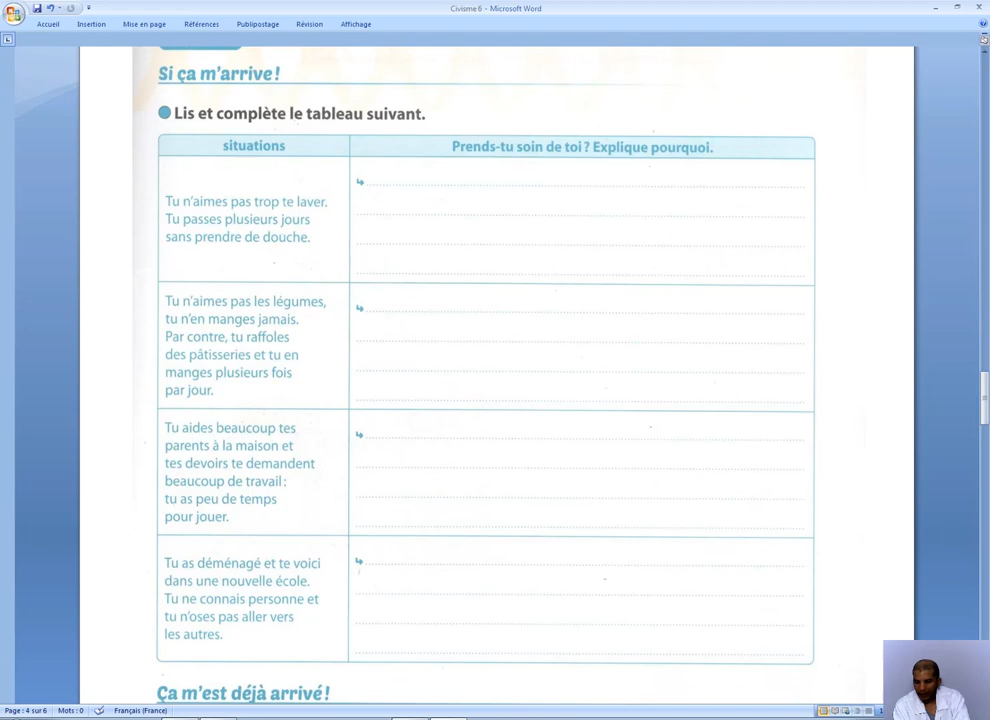 Civisme 6 - Microsoft Word
Accueil Insertion Mise en page Références Publipostage Révision Affichage
Si ça m'arrive !
Lis et complète le tableau suivant.
situations
Prends-tu soin de toi ? Explique pourquoi.
Tu n'aimes pas trop te laver.
Tu passes plusieurs jours
sans prendre de douche.
Tu n'aimes pas les légumes,
tu n'en manges jamais.
Par contre, tu raffoles
des pâtisseries et tu en
manges plusieurs fois
par jour.
Tu aides beaucoup tes
parents à la maison et
tes devoirs te demandent
beaucoup de travail :
tu as peu de temps
pour jouer.
Tu as déménagé et te voici
dans une nouvelle école.
Tu ne connais personne et
tu n'oses pas aller vers
les autres.
Ça m'est déjà arrivé !
Page : 4 sur 6 Mots : 0 Français (France)